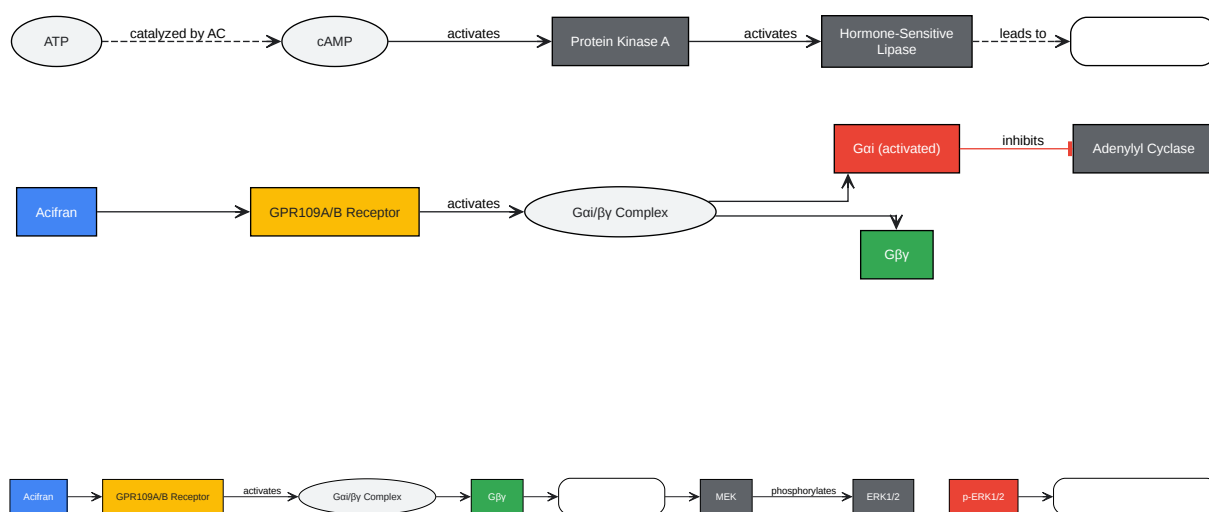 ATP
catalyzed by AC
cAMP
activates
Protein Kinase A
activates
Hormone-Sensitive
Lipase
leads to
Gαi (activated)
inhibits
Adenylyl Cyclase
Acifran
GPR109A/B Receptor
activates
Gαi/βγ Complex
Gβγ
Acifran
GPR109A/B Receptor
activates
Gαi/βγ Complex
Gβγ
MEK
phosphorylates
ERK1/2
p-ERK1/2